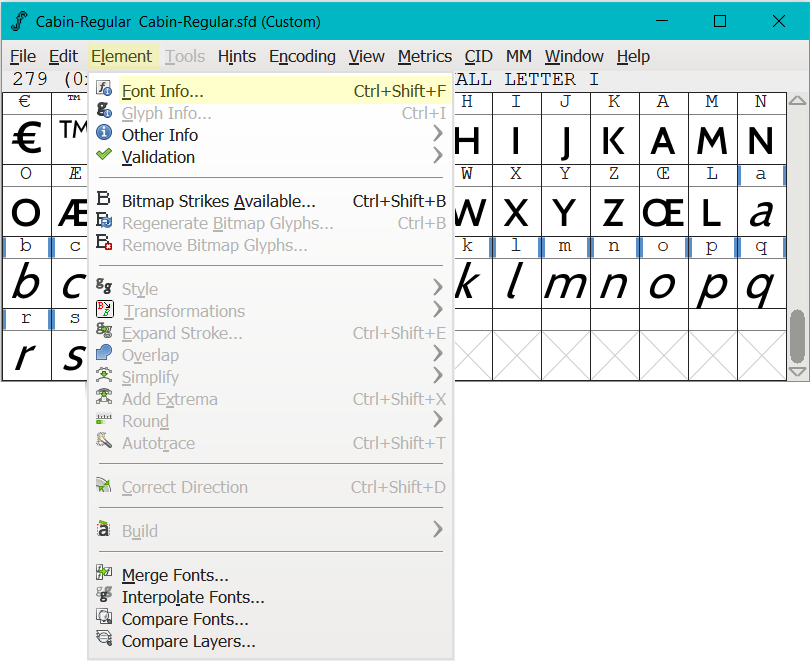 Cabin-Regular Cabin-Regular.sfd (Custom)
File Edit Element Tools Hints Encoding View Metrics CID MM Window Help
279 (0 ALL LETTER I
€ ™ H I J K A M N
€ TM H I J K A M N
O Æ W X Y Z Œ L a
O Æ W X Y Z Œ L a
b c k l m n o p q
b c k l m n o p q
r s
r s
Font Info... Ctrl+Shift+F
Glyph Info... Ctrl+I
Other Info
Validation
Bitmap Strikes Available... Ctrl+Shift+B
Regenerate Bitmap Glyphs... Ctrl+B
Remove Bitmap Glyphs...
Style
Transformations
Expand Stroke... Ctrl+Shift+E
Overlap
Simplify
Add Extrema Ctrl+Shift+X
Round
Autotrace Ctrl+Shift+T
Correct Direction Ctrl+Shift+D
Build
Merge Fonts...
Interpolate Fonts...
Compare Fonts...
Compare Layers...